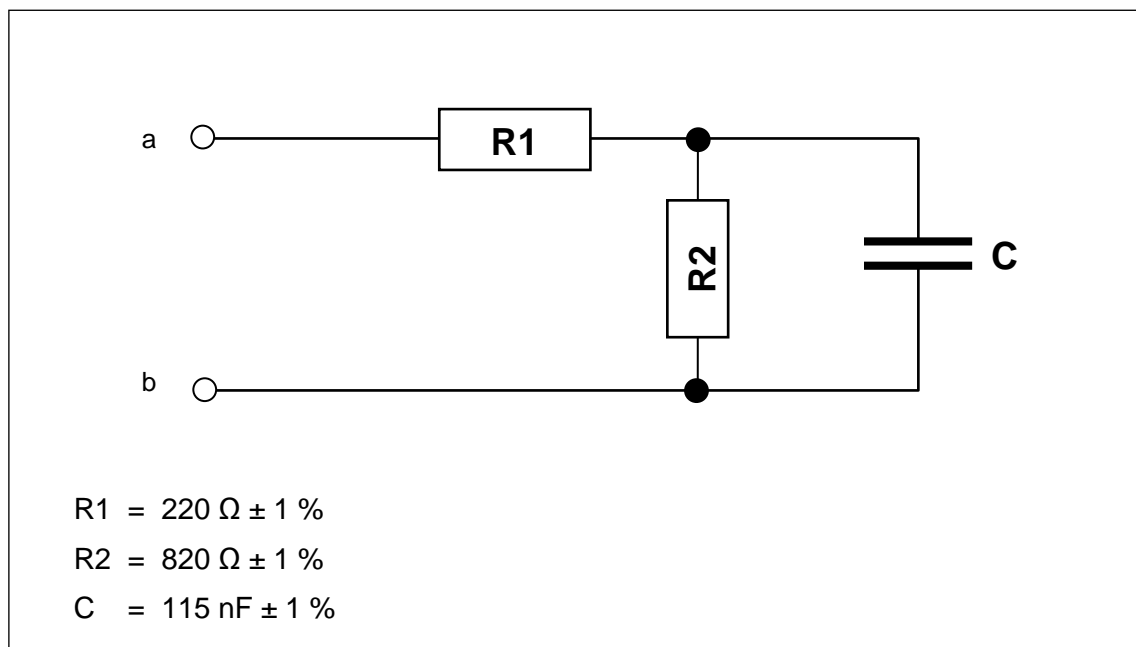 a
R1
R2
C
b
R1 = 220 Ω ± 1 %
R2 = 820 Ω ± 1 %
C = 115 nF ± 1 %